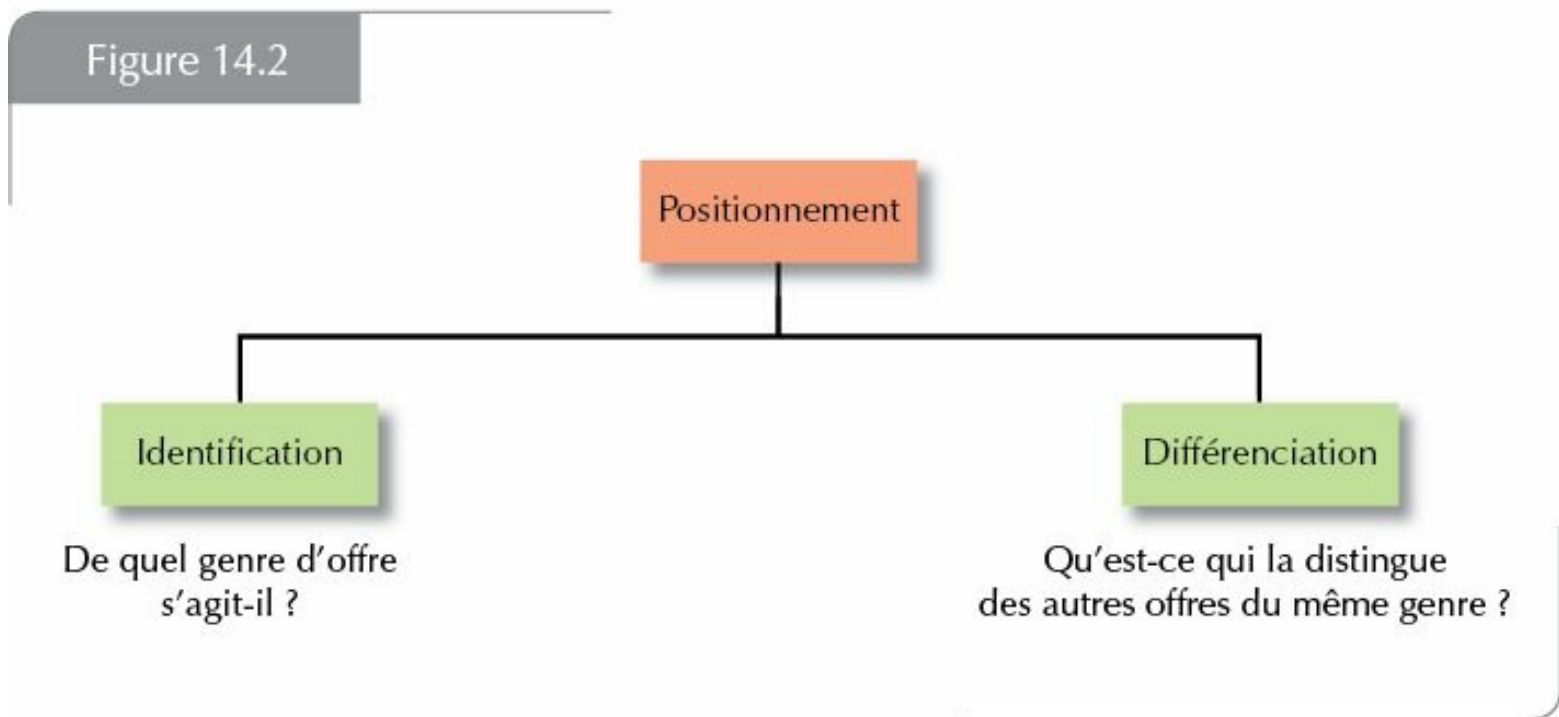 Figure 14.2
Positionnement
Identification
Différenciation
De quel genre d'offre
s'agit-il ?
Qu'est-ce qui la distingue
des autres offres du même genre ?